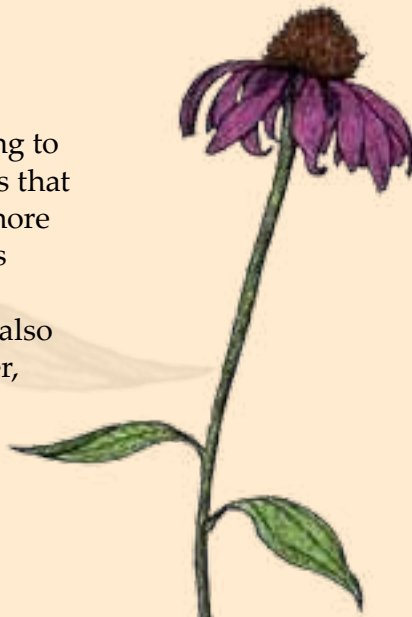 ng to
s that
nore
s
also
r,